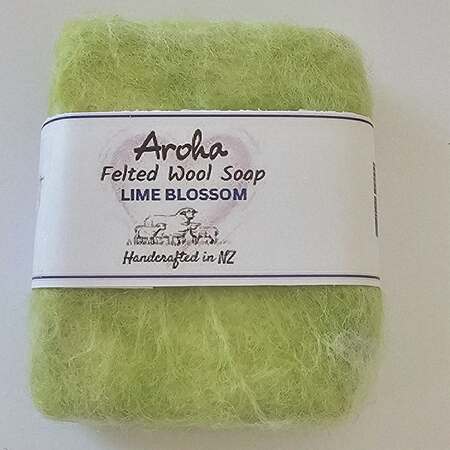 Aroha
Felted Wool Soap
LIME BLOSSOM
Handcrafted in NZ